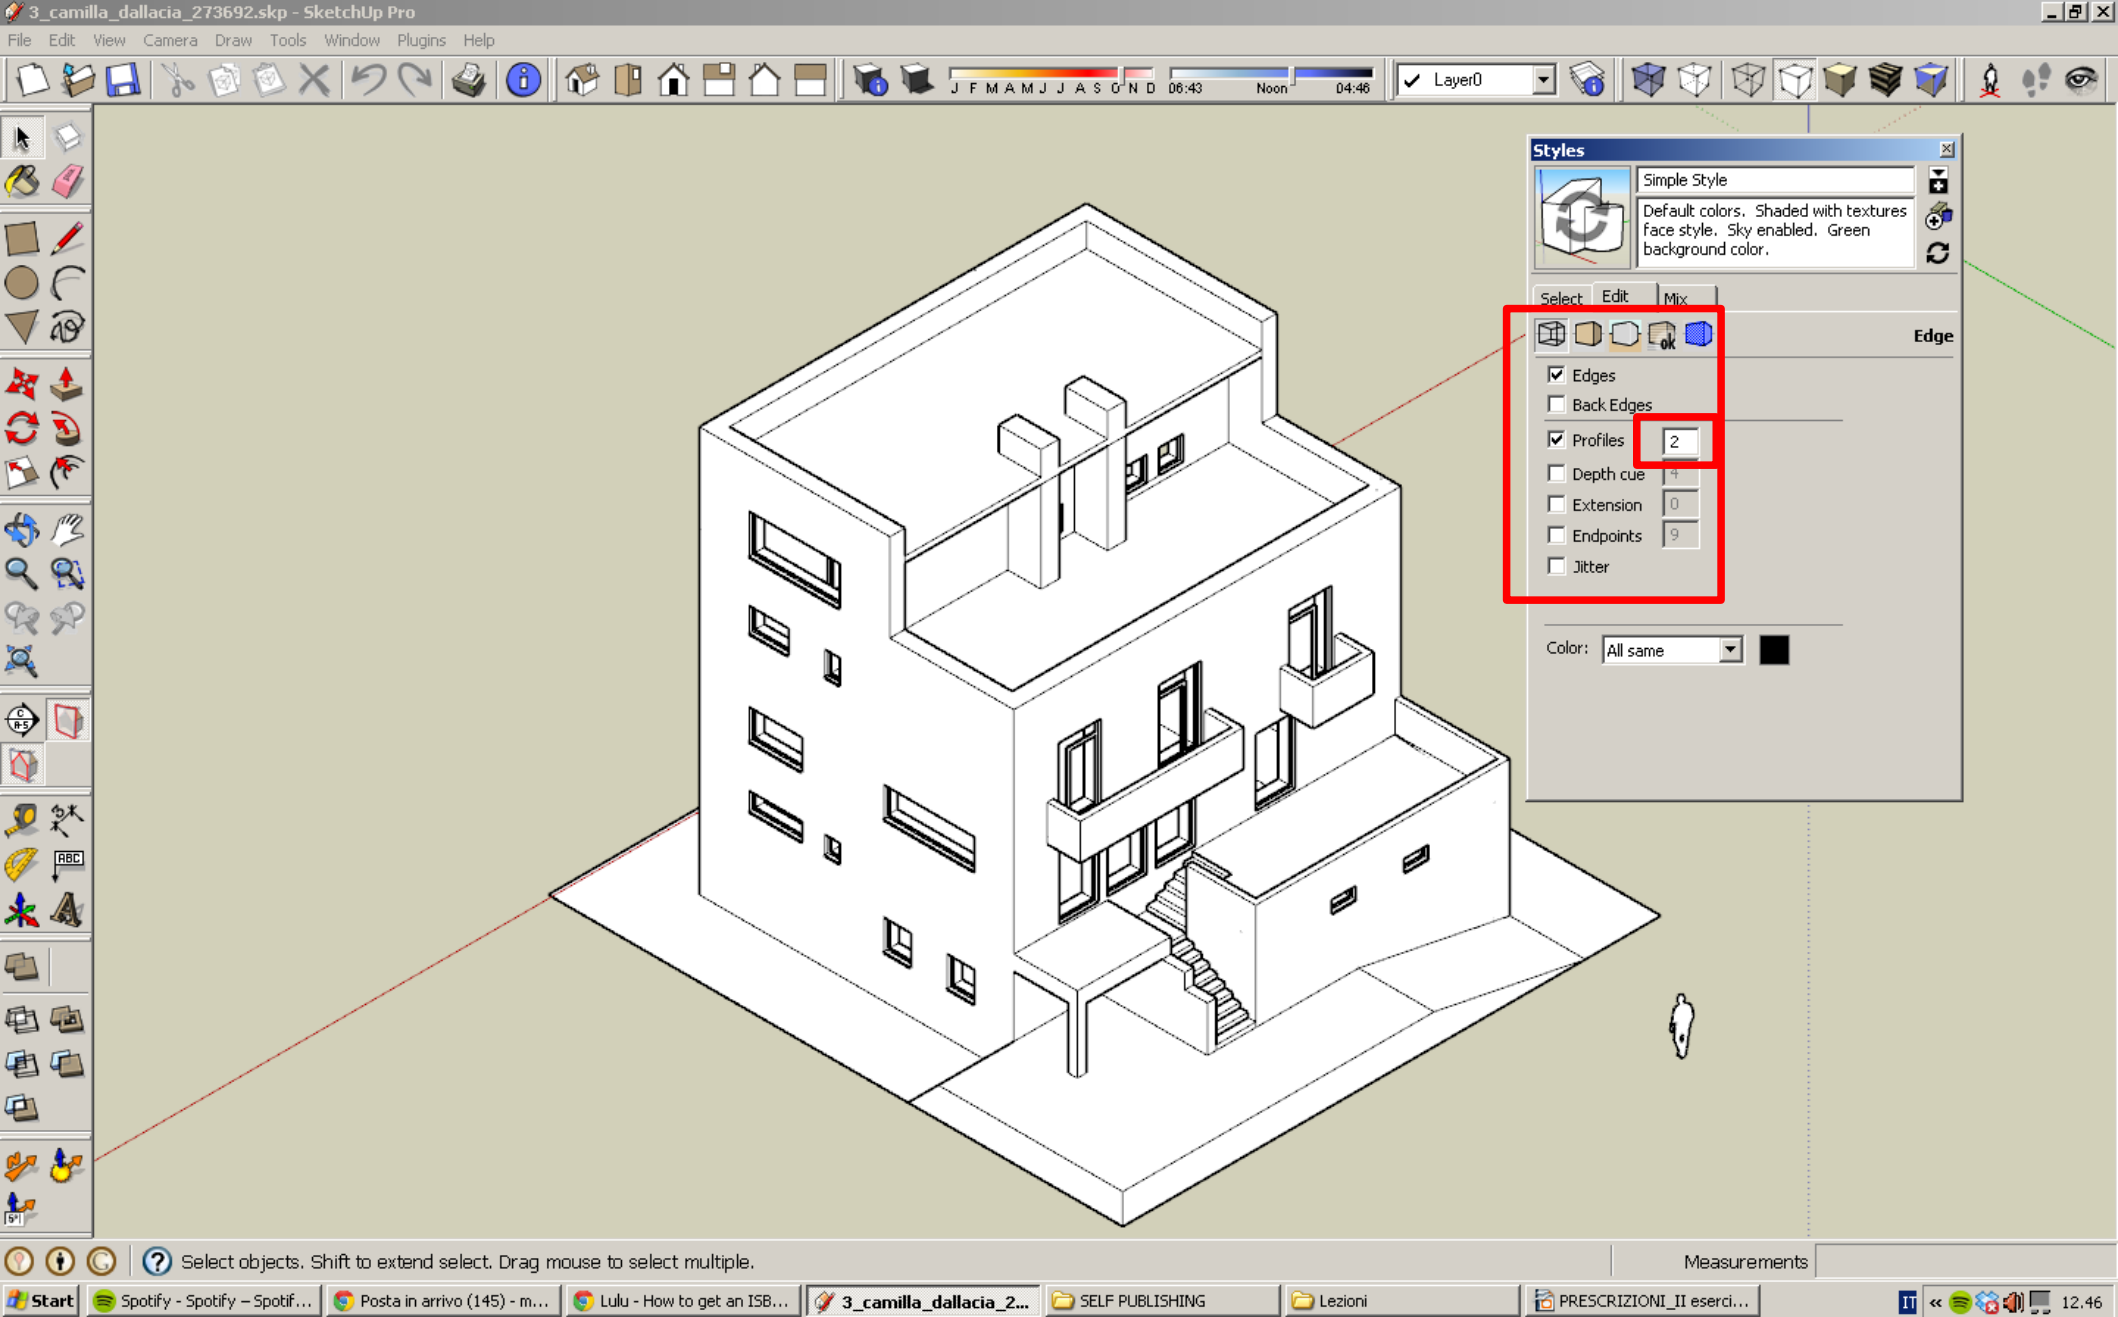 3_camilla_dallacia_273692.skp - SketchUp Pro
File Edit View Camera Draw Tools Window Plugins Help
J F M A M J J A S O N D 06:43 Noon 04:46 Layer0
Styles
Simple Style
Default colors. Shaded with textures
face style. Sky enabled. Green
background color.
Select Edit Mix
ok
Edge
Edges
Back Edges
Profiles 2
Depth cue 4
Extension 0
Endpoints 9
Jitter
Color: All same
C
A-5
ABC
Select objects. Shift to extend select. Drag mouse to select multiple.
Measurements
Start Spotify - Spotify – Spotif... Posta in arrivo (145) - m... Lulu - How to get an ISB... 3_camilla_dallacia_2... SELF PUBLISHING Lezioni PRESCRIZIONI_II eserci... IT « 12.46